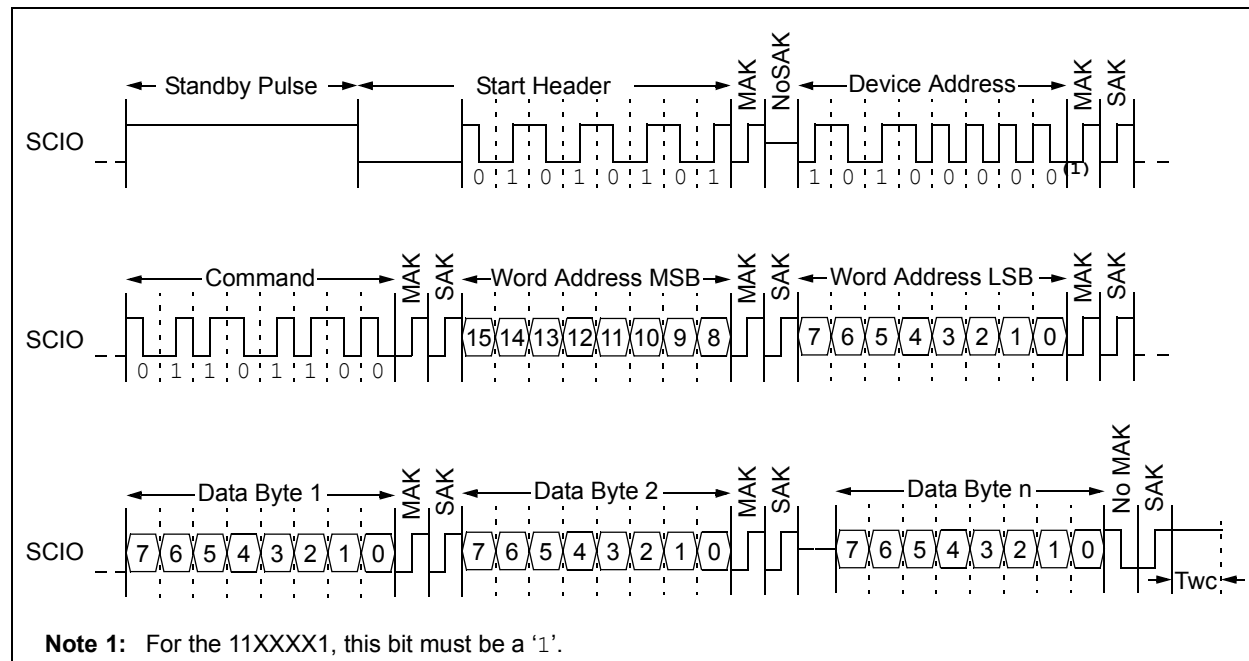 Standby Pulse Start Header MAK NoSAK Device Address MAK SAK
SCIO
0 1 0 1 0 1 0 1 1 0 1 0 0 0 0 0 (1)
Command MAK SAK Word Address MSB MAK SAK Word Address LSB MAK SAK
SCIO 15 14 13 12 11 10 9 8 7 6 5 4 3 2 1 0
0 1 1 0 1 1 0 0
Data Byte 1 MAK SAK Data Byte 2 MAK SAK Data Byte n No MAK SAK
SCIO 7 6 5 4 3 2 1 0 7 6 5 4 3 2 1 0 7 6 5 4 3 2 1 0
Twc
Note 1: For the 11XXXX1, this bit must be a ‘1’.